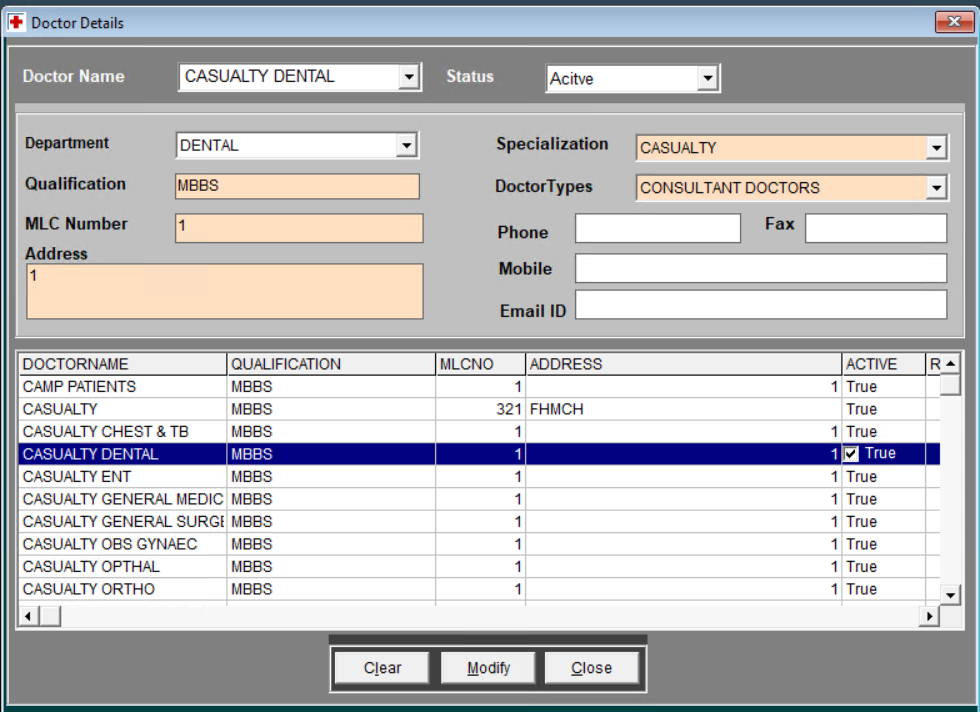 Doctor Details
Doctor Name CASUALTY DENTAL Status Acitve
Department DENTAL Specialization CASUALTY
Qualification MBBS DoctorTypes CONSULTANT DOCTORS
MLC Number 1 Phone Fax
Address Mobile
1 Email ID
DOCTORNAME QUALIFICATION MLCNO ADDRESS ACTIVE R
CAMP PATIENTS MBBS 1 1 True
CASUALTY MBBS 321 FHMCH True
CASUALTY CHEST & TB MBBS 1 1 True
CASUALTY DENTAL MBBS 1 1 True
CASUALTY ENT MBBS 1 1 True
CASUALTY GENERAL MEDIC MBBS 1 1 True
CASUALTY GENERAL SURGE MBBS 1 1 True
CASUALTY OBS GYNAEC MBBS 1 1 True
CASUALTY OPTHAL MBBS 1 1 True
CASUALTY ORTHO MBBS 1 1 True
Clear Modify Close